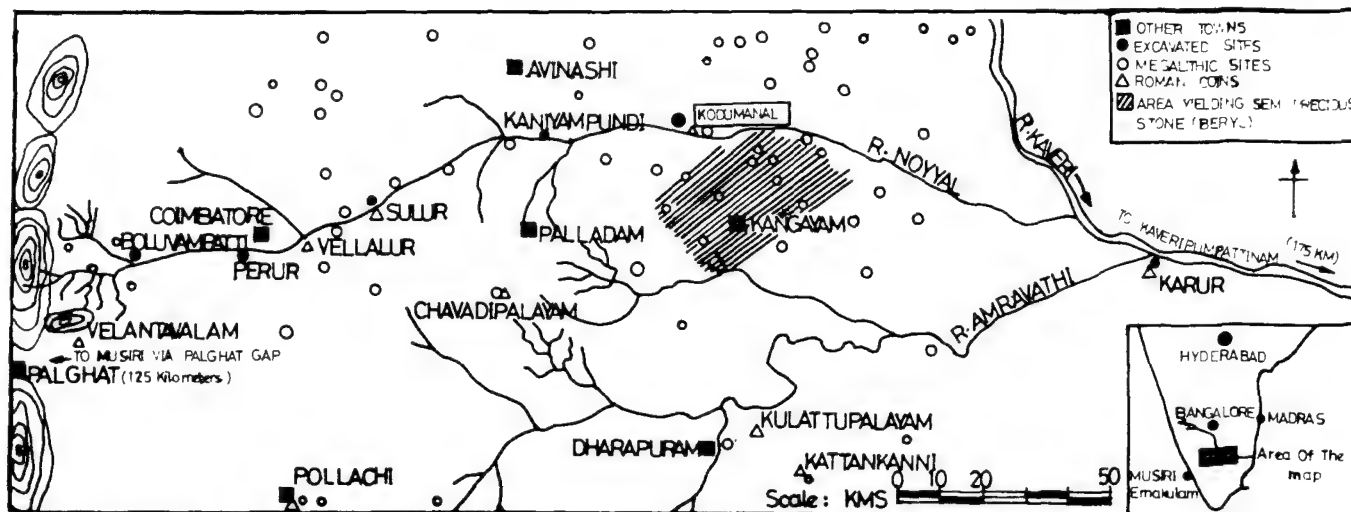 OTHER TOWNS
EXCAVATED SITES
MEGALITHIC SITES
ROMAN COINS
AREA YIELDING SEMI PRECIOUS
STONE (BERYL)
AVINASHI
KANIYAMPUNDI
KODUMANAL
R. KAVERI
R. NOYYAL
COIMBATORE
SULUR
BOLUVAMPATTI
VELLALUR
PERUR
PALLADAM
KANGAYAM
TO KAVERIPUMPATTINAM
(175 KM)
KARUR
R. AMRAVATHI
CHAVADIPALAYAM
VELANTAVALAM
TO MUSIRI VIA PALGHAT GAP
PALGHAT (125 Kilometers)
KULATTUPALAYAM
DHARAPURAM
KATTANKANNI
POLLACHI
Scale: KMS
0 10 20 30 50
HYDERABAD
BANGALORE
MADRAS
Area Of The
map
MUSIRI
Ernakulam